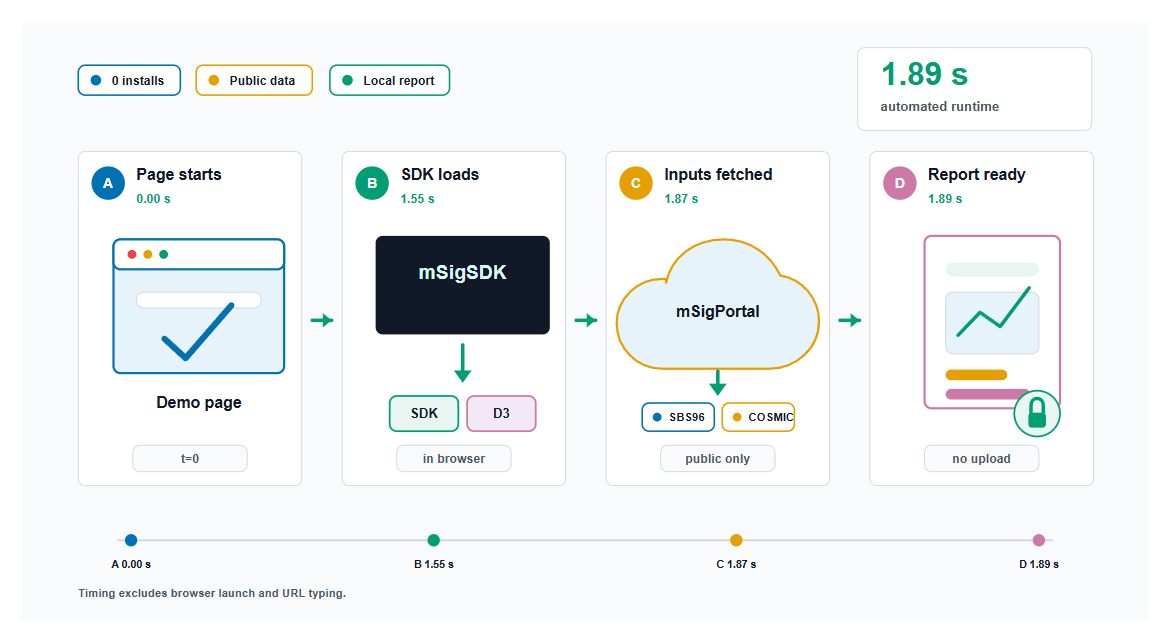 0 installs
Public data
Local report
1.89 s
automated runtime
A
Page starts
0.00 s
Demo page
t=0
B
SDK loads
1.55 s
mSigSDK
SDK
D3
in browser
C
Inputs fetched
1.87 s
mSigPortal
SBS96
COSMIC
public only
D
Report ready
1.89 s
no upload
A 0.00 s
B 1.55 s
C 1.87 s
D 1.89 s
Timing excludes browser launch and URL typing.